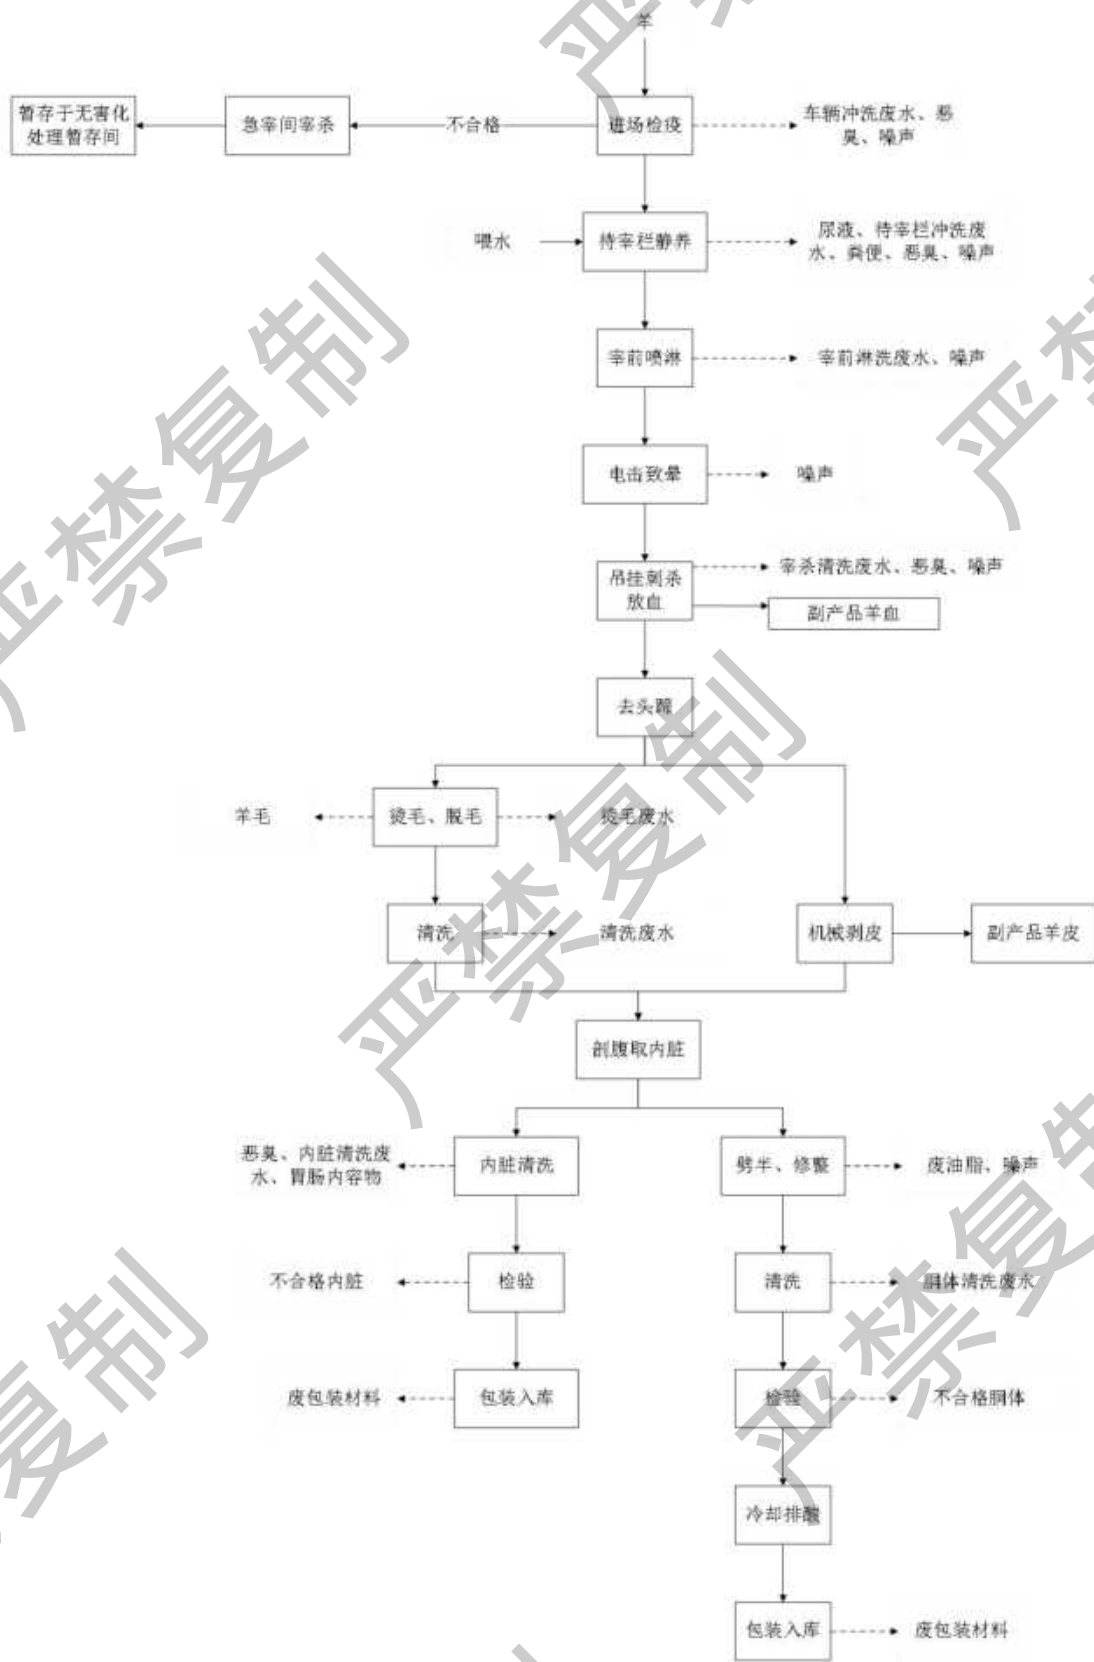 羊
暂存于无害化
处理暂存间
急宰间宰杀
不合格
进场检疫
车辆冲洗废水、恶
臭、噪声
喂水
待宰栏静养
尿液、待宰栏冲洗废
水、粪便、恶臭、噪声
宰前喷淋
宰前淋洗废水、噪声
电击致晕
噪声
吊挂刺杀
放血
宰杀清洗废水、恶臭、噪声
副产品羊血
去头蹄
羊毛
烫毛、脱毛
烫毛废水
清洗
清洗废水
机械剥皮
副产品羊皮
剖腹取内脏
恶臭、内脏清洗废
水、胃肠内容物
内脏清洗
劈半、修整
废油脂、噪声
不合格内脏
检验
清洗
胴体清洗废水
废包装材料
包装入库
检验
不合格胴体
冷却排酸
包装入库
废包装材料
严禁复制
严禁复制
严禁复制
严禁复制